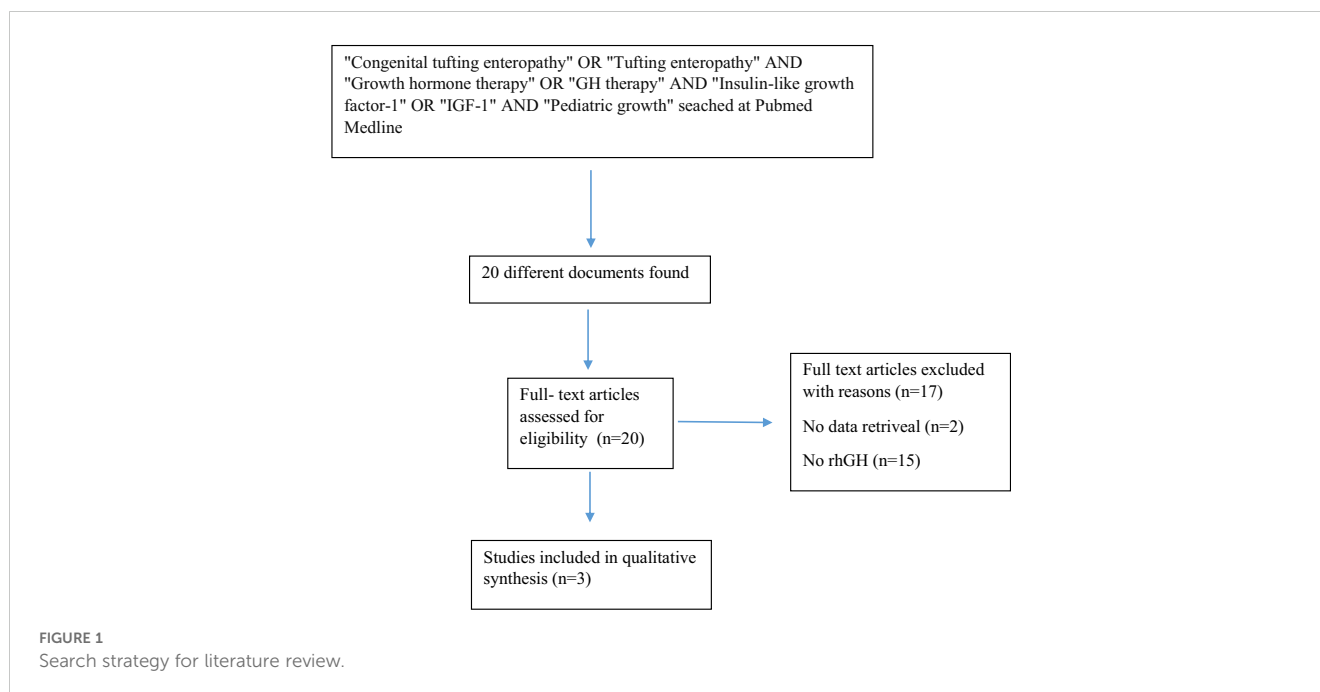 "Congenital tufting enteropathy" OR "Tufting enteropathy" AND
"Growth hormone therapy" OR "GH therapy" AND "Insulin-like growth
factor-1" OR "IGF-1" AND "Pediatric growth" seached at Pubmed
Medline
20 different documents found
Full- text articles
assessed for
eligibility (n=20)
Full text articles excluded
with reasons (n=17)
No data retriveal (n=2)
No rhGH (n=15)
Studies included in qualitative
synthesis (n=3)
FIGURE 1
Search strategy for literature review.